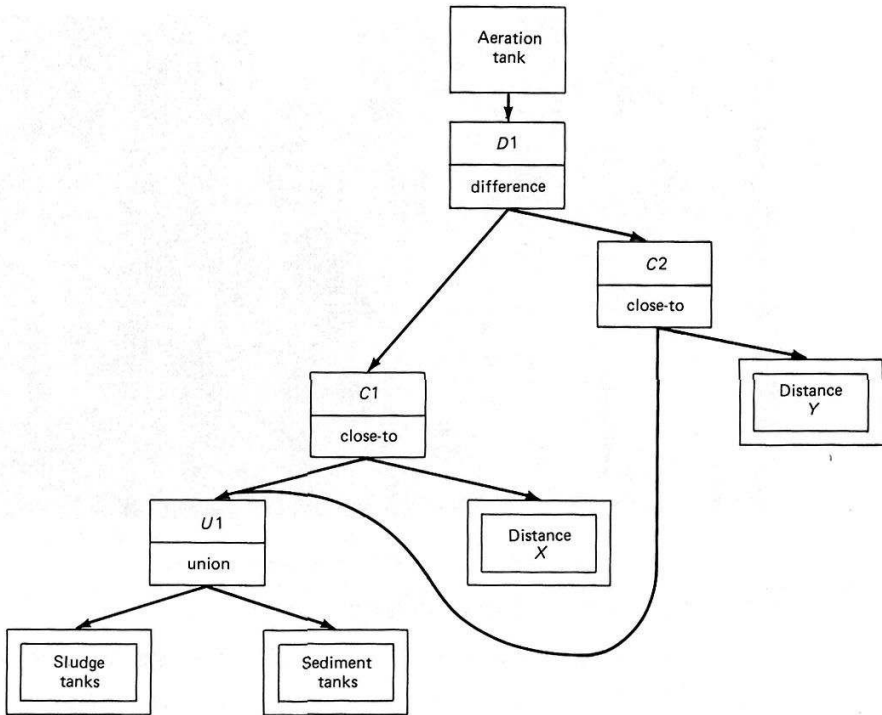 Aeration
tank
D1
difference
C2
close-to
Distance
Y
C1
close-to
U1
union
Distance
X
Sludge
tanks
Sediment
tanks